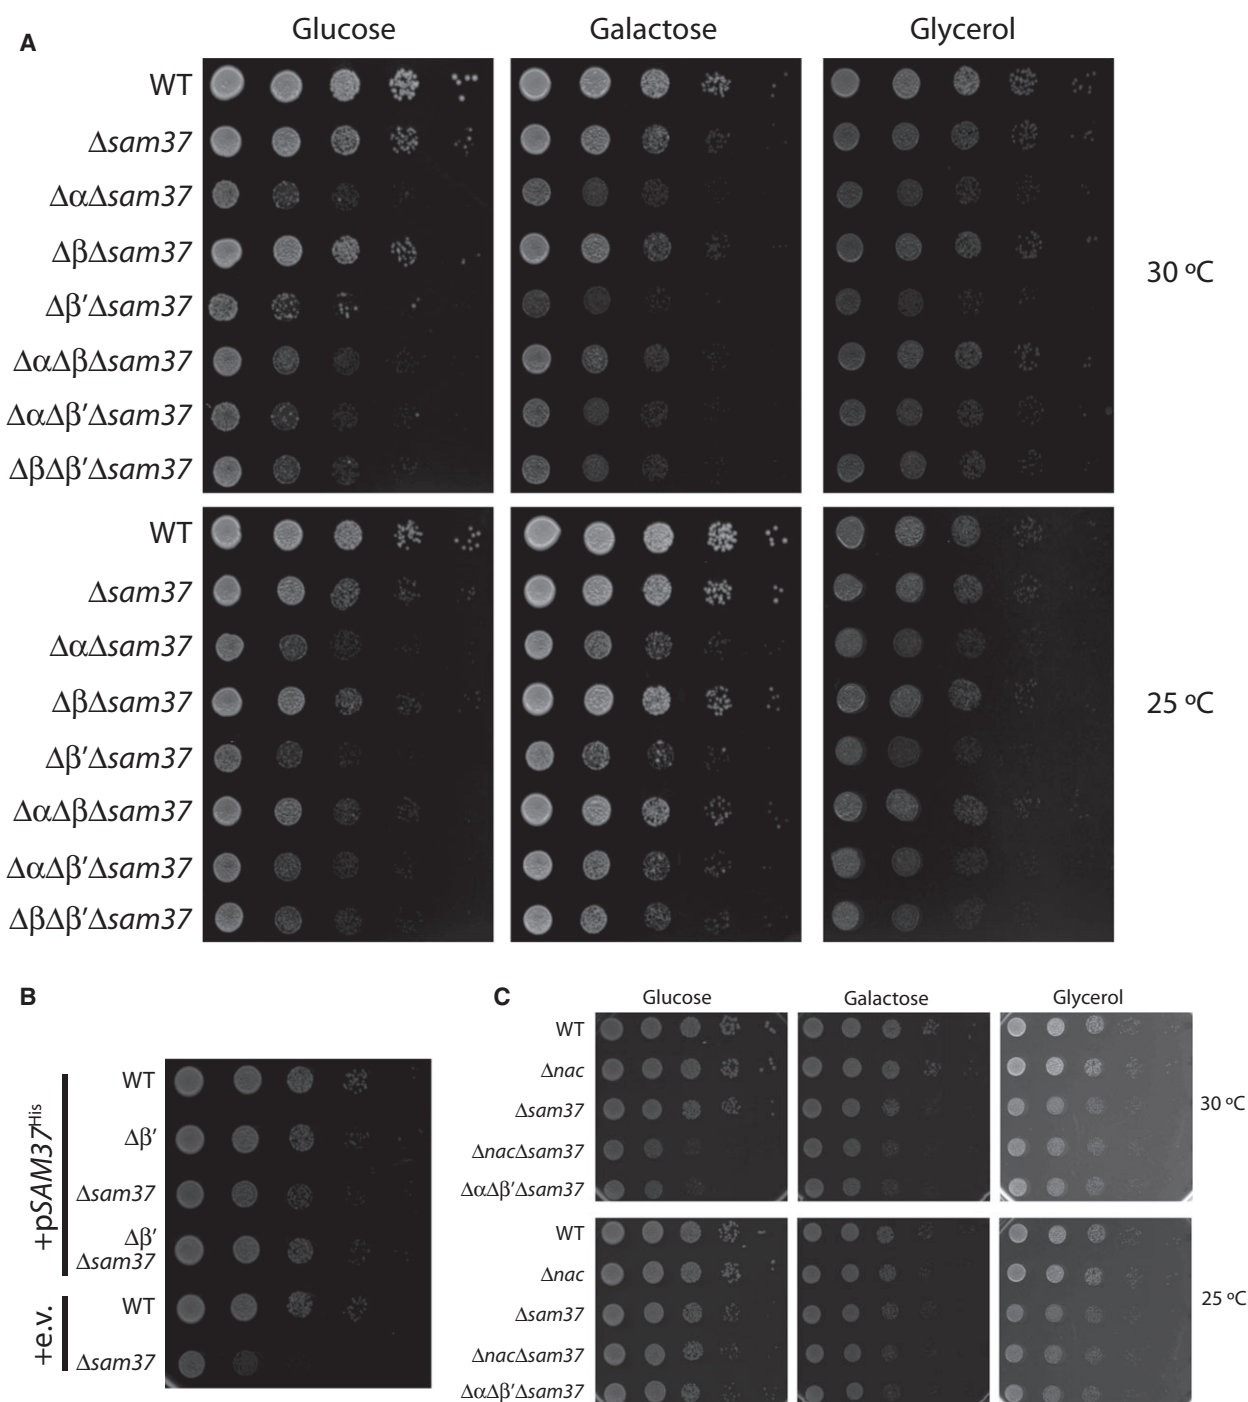 A
Glucose Galactose Glycerol
WT
Δsam37
ΔαΔsam37
ΔβΔsam37
Δβ’Δsam37
ΔαΔβΔsam37
ΔαΔβ’Δsam37
ΔβΔβ’Δsam37
30 ºC
WT
Δsam37
ΔαΔsam37
ΔβΔsam37
Δβ’Δsam37
ΔαΔβΔsam37
ΔαΔβ’Δsam37
ΔβΔβ’Δsam37
25 ºC
B
+pSAM37His
WT
Δβ’
Δsam37
Δβ’
Δsam37
+e.v.
WT
Δsam37
C
Glucose Galactose Glycerol
WT
Δnac
Δsam37
ΔnacΔsam37
ΔαΔβ’Δsam37
30 ºC
WT
Δnac
Δsam37
ΔnacΔsam37
ΔαΔβ’Δsam37
25 ºC